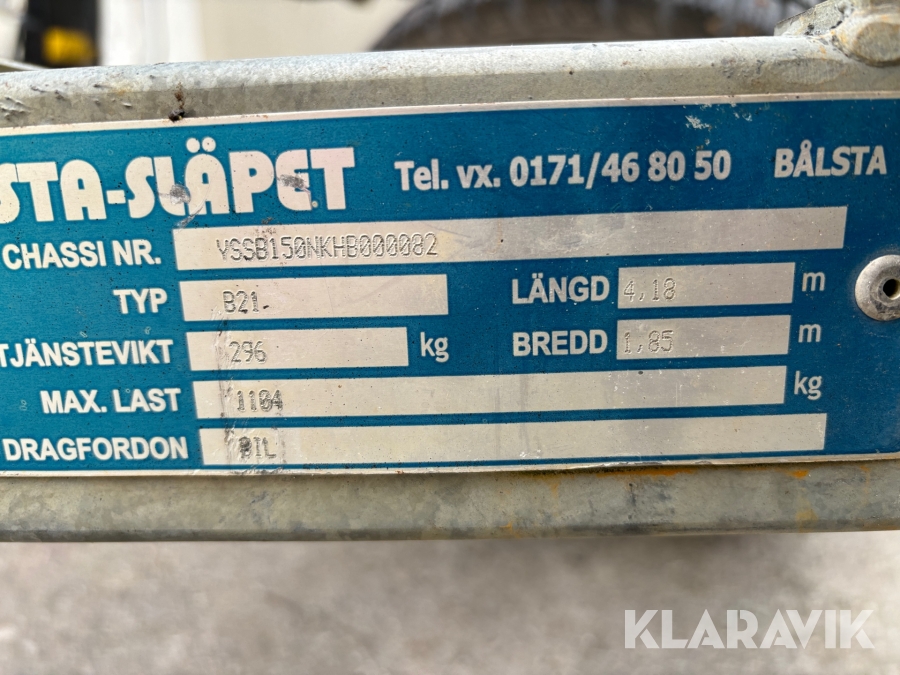 STA-SLÄPET Tel. vx. 0171/46 80 50 BÅLSTA
CHASSI NR. YSSB150NKHB000082
TYP B21 LÄNGD 4,18 m
TJÄNSTEVIKT 296 kg BREDD 1,85 m
MAX. LAST 1104 kg
DRAGFORDON BIL
KLARAVIK